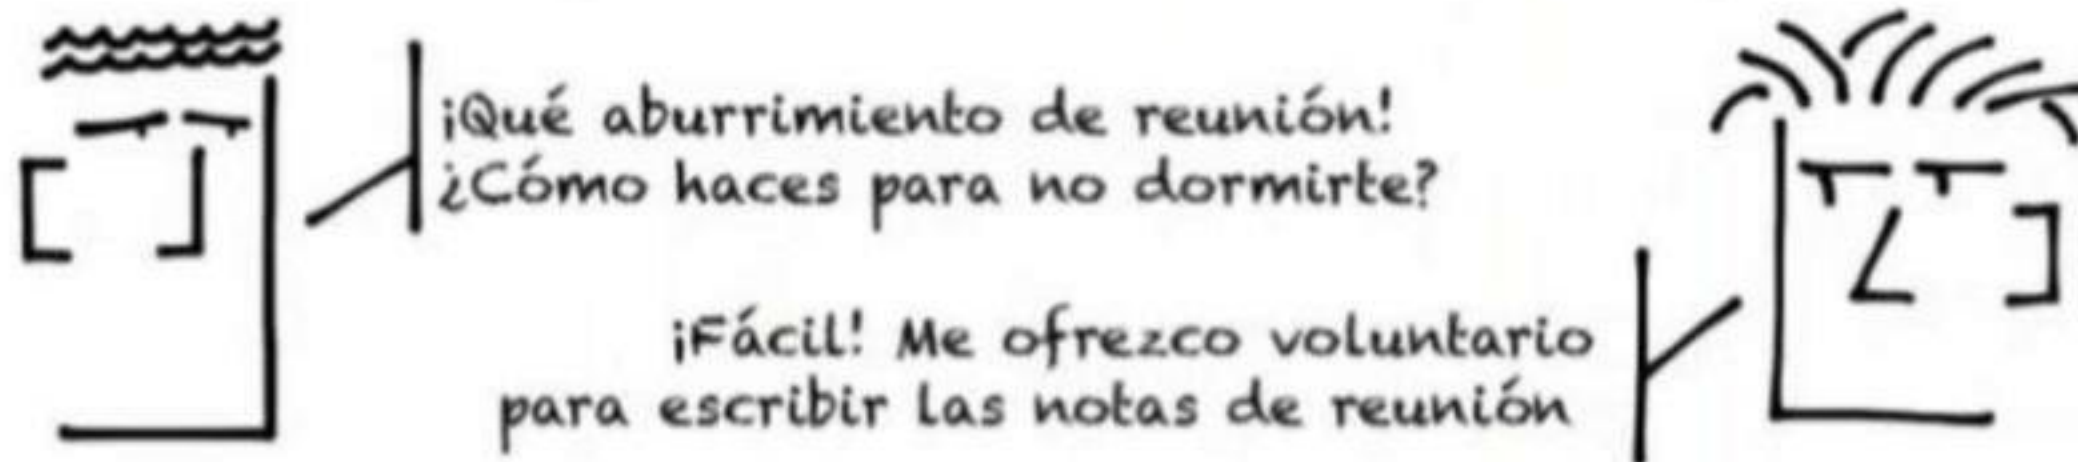 ¡Qué aburrimiento de reunión!
¿Cómo haces para no dormirte?
¡Fácil! Me ofrezco voluntario
para escribir las notas de reunión